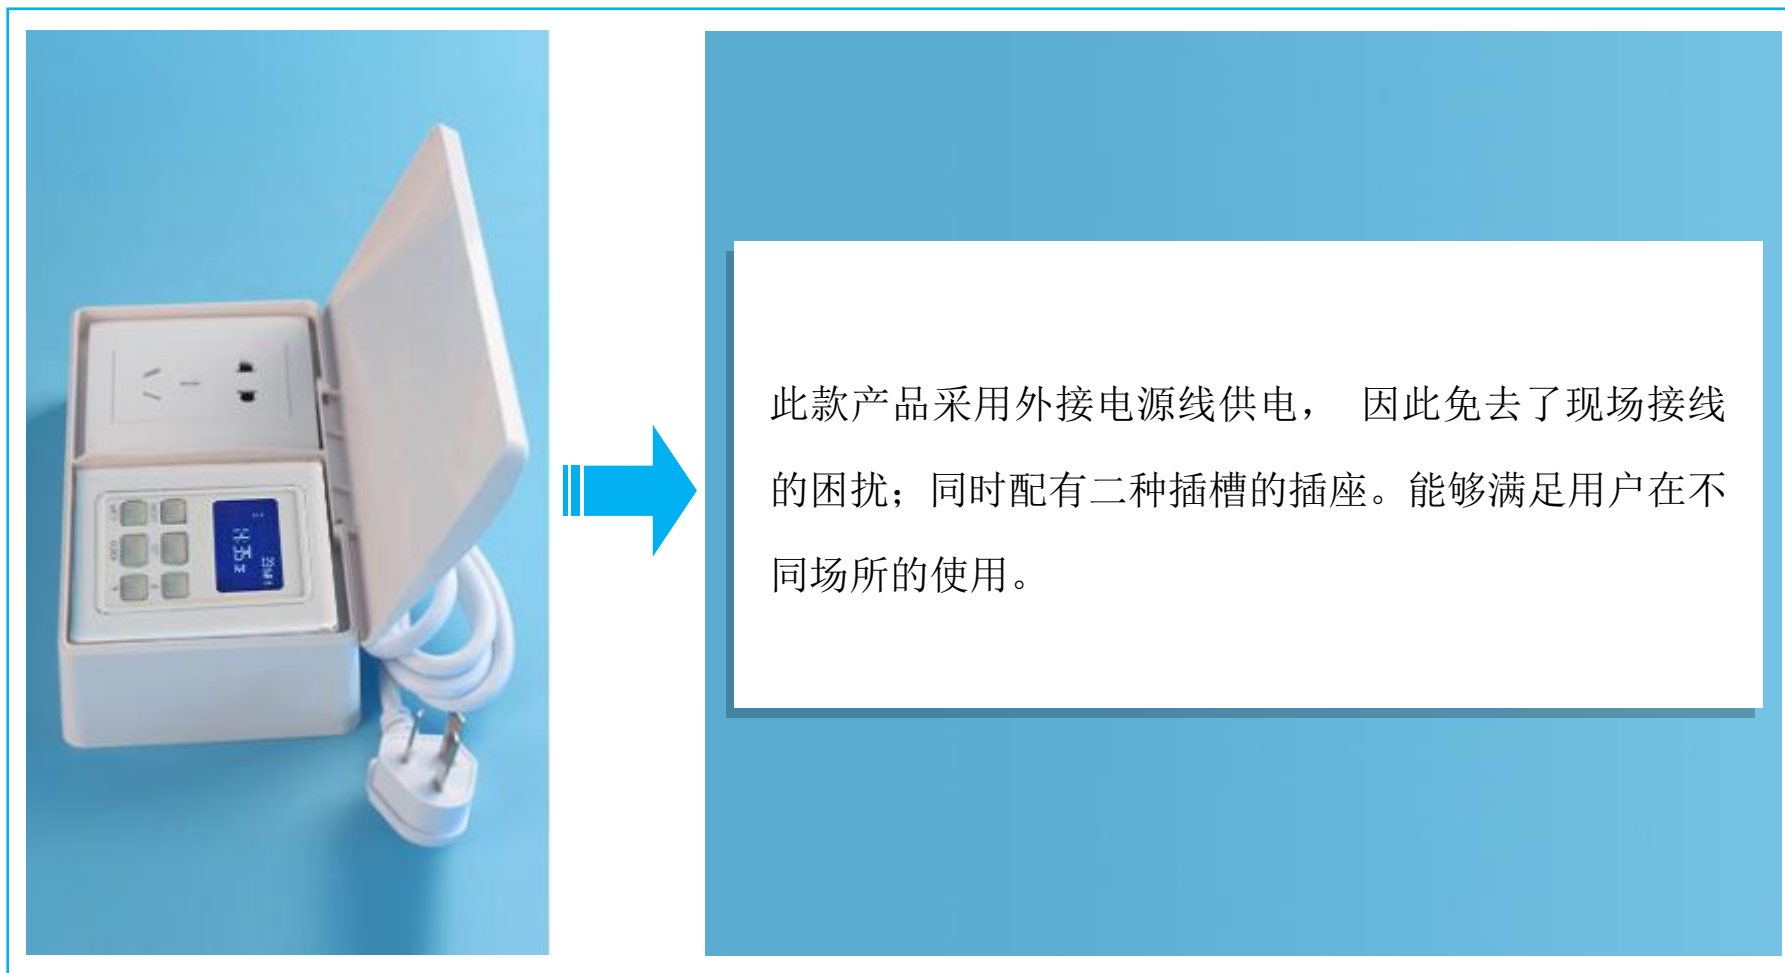 此款产品采用外接电源线供电， 因此免去了现场接线
的困扰；同时配有二种插槽的插座。能够满足用户在不
同场所的使用。